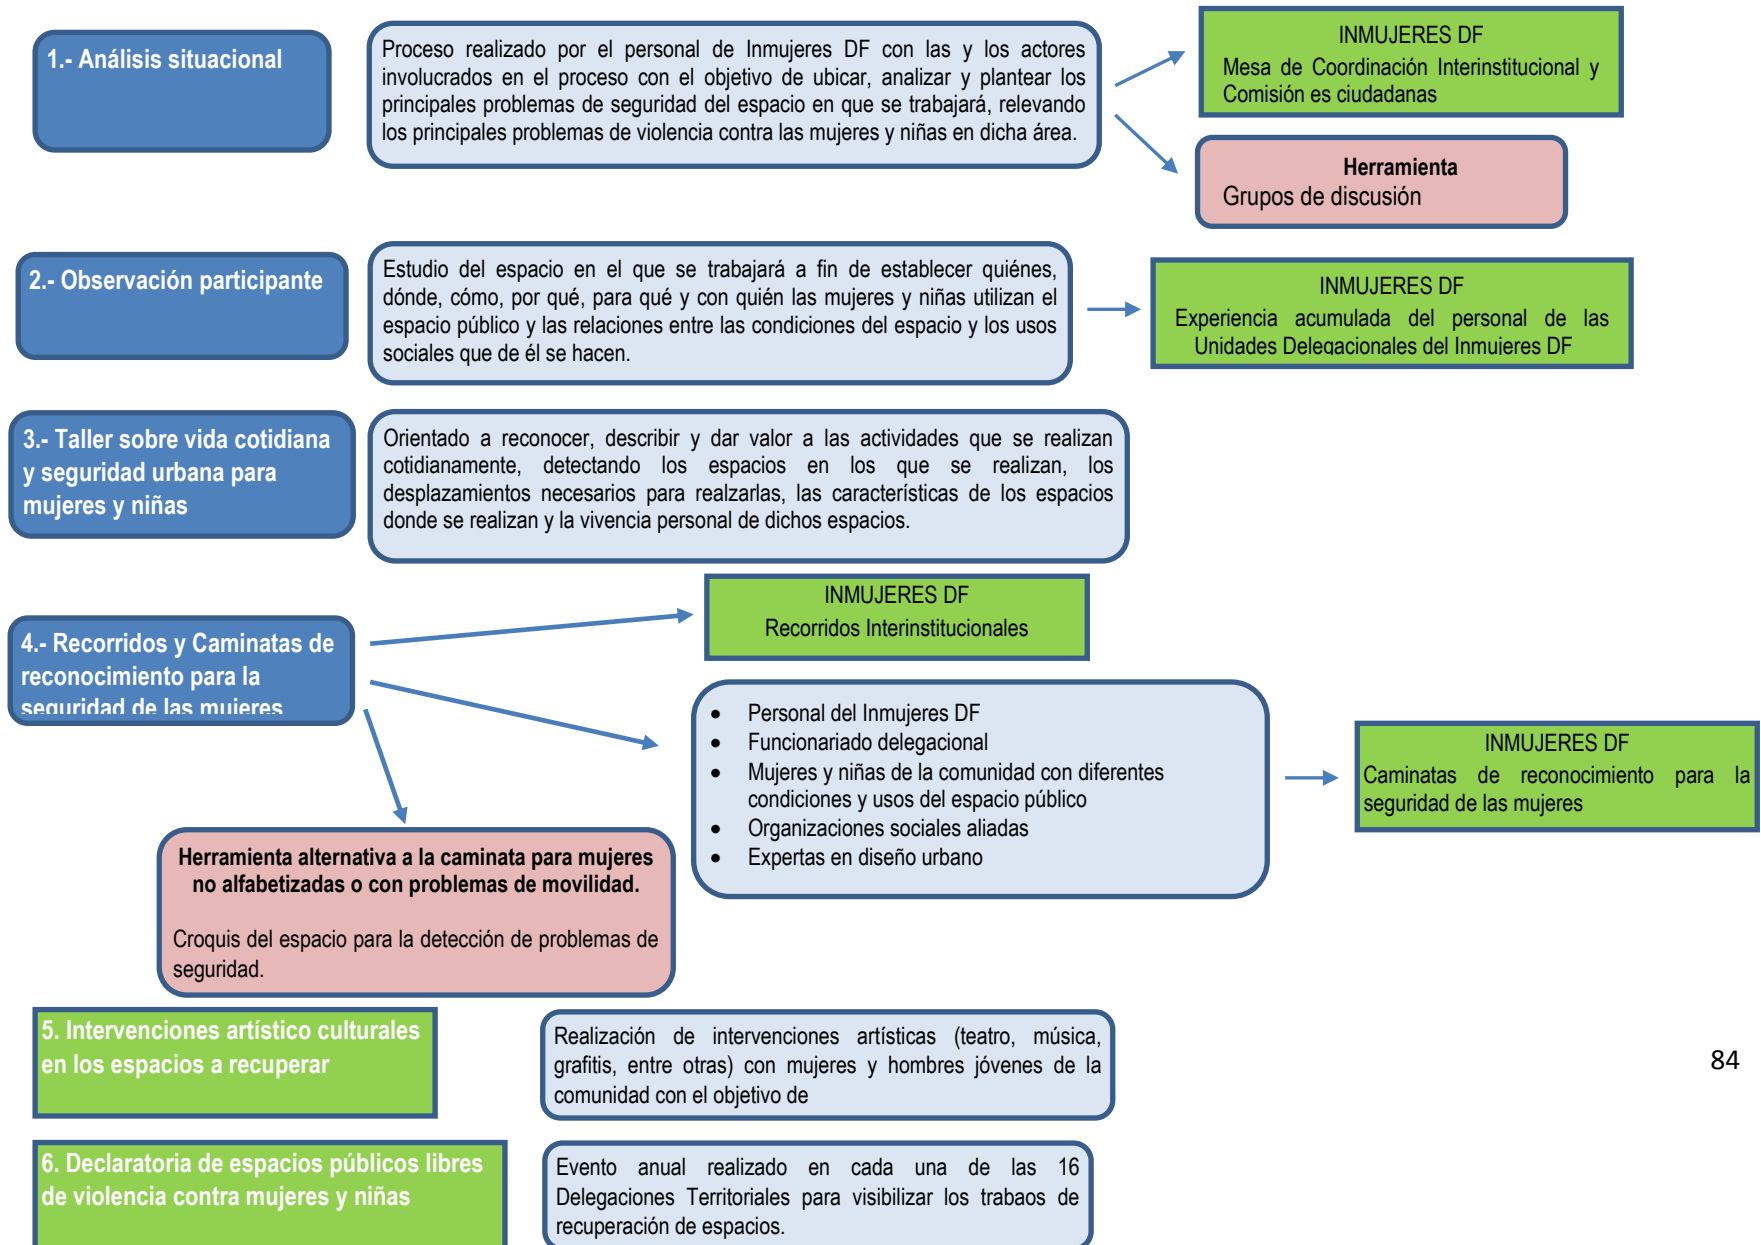 1.- Análisis situacional
Proceso realizado por el personal de Inmujeres DF con las y los actores
involucrados en el proceso con el objetivo de ubicar, analizar y plantear los
principales problemas de seguridad del espacio en que se trabajará, relevando
los principales problemas de violencia contra las mujeres y niñas en dicha área.
INMUJERES DF
Mesa de Coordinación Interinstitucional y
Comisión es ciudadanas
Herramienta
Grupos de discusión
2.- Observación participante
Estudio del espacio en el que se trabajará a fin de establecer quiénes,
dónde, cómo, por qué, para qué y con quién las mujeres y niñas utilizan el
espacio público y las relaciones entre las condiciones del espacio y los usos
sociales que de él se hacen.
INMUJERES DF
Experiencia acumulada del personal de las
Unidades Delegacionales del Inmujeres DF
3.- Taller sobre vida cotidiana
y seguridad urbana para
mujeres y niñas
Orientado a reconocer, describir y dar valor a las actividades que se realizan
cotidianamente, detectando los espacios en los que se realizan, los
desplazamientos necesarios para realzarlas, las características de los espacios
donde se realizan y la vivencia personal de dichos espacios.
4.- Recorridos y Caminatas de
reconocimiento para la
seguridad de las mujeres
INMUJERES DF
Recorridos Interinstitucionales
• Personal del Inmujeres DF
• Funcionariado delegacional
• Mujeres y niñas de la comunidad con diferentes
condiciones y usos del espacio público
• Organizaciones sociales aliadas
• Expertas en diseño urbano
INMUJERES DF
Caminatas de reconocimiento para la
seguridad de las mujeres
Herramienta alternativa a la caminata para mujeres
no alfabetizadas o con problemas de movilidad.
Croquis del espacio para la detección de problemas de
seguridad.
5. Intervenciones artístico culturales
en los espacios a recuperar
Realización de intervenciones artísticas (teatro, música,
grafitis, entre otras) con mujeres y hombres jóvenes de la
comunidad con el objetivo de
84
6. Declaratoria de espacios públicos libres
de violencia contra mujeres y niñas
Evento anual realizado en cada una de las 16
Delegaciones Territoriales para visibilizar los trabaos de
recuperación de espacios.